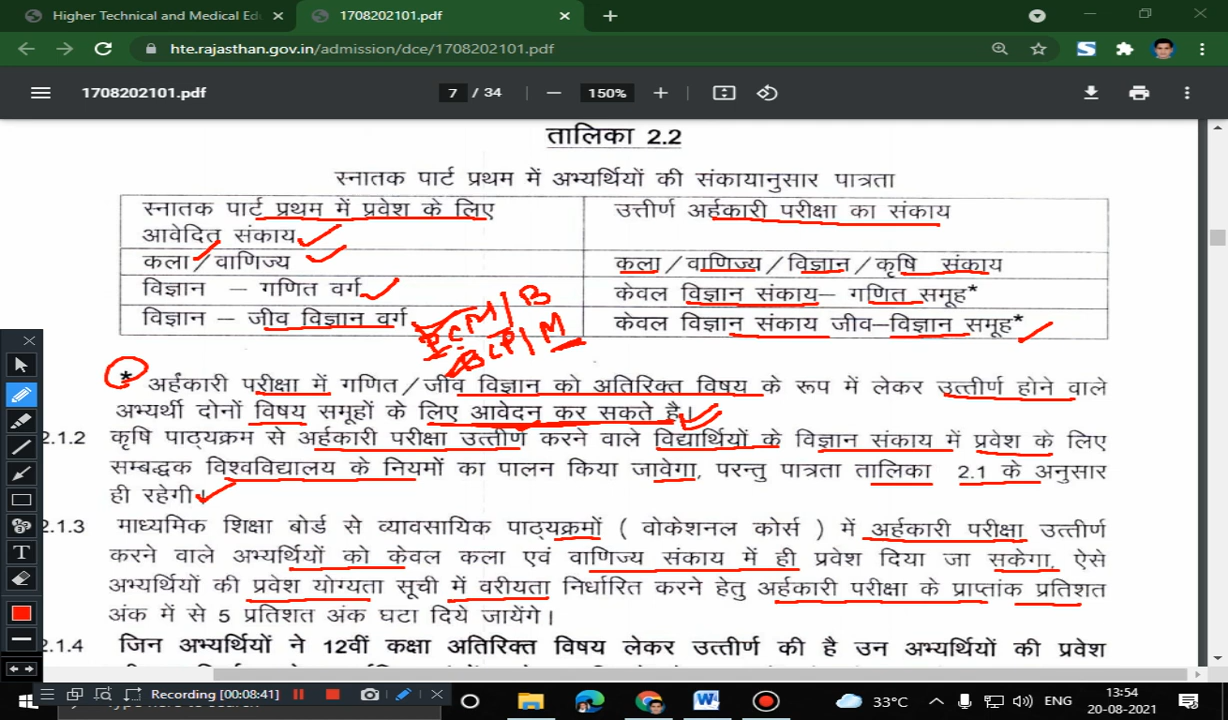 Higher Technical and Medical Ed
1708202101.pdf
hte.rajasthan.gov.in/admission/dce/1708202101.pdf
1708202101.pdf
7 / 34
150%
तालिका 2.2
स्नातक पार्ट प्रथम में अभ्यर्थियों की संकायानुसार पात्रता
स्नातक पार्ट प्रथम में प्रवेश के लिए
आवेदित संकाय
उत्तीर्ण अर्हकारी परीक्षा का संकाय
कला/वाणिज्य
कला/वाणिज्य/विज्ञान/कृषि संकाय
विज्ञान – गणित वर्ग
केवल विज्ञान संकाय– गणित समूह*
विज्ञान – जीव विज्ञान वर्ग
केवल विज्ञान संकाय जीव–विज्ञान समूह*
PCM/B
BCP/M
* अर्हकारी परीक्षा में गणित/जीव विज्ञान को अतिरिक्त विषय के रूप में लेकर उत्तीर्ण होने वाले
अभ्यर्थी दोनों विषय समूहों के लिए आवेदन कर सकते है।
2.1.2 कृषि पाठ्यक्रम से अर्हकारी परीक्षा उत्तीर्ण करने वाले विद्यार्थियों के विज्ञान संकाय में प्रवेश के लिए
सम्बद्धक विश्वविद्यालय के नियमों का पालन किया जावेगा, परन्तु पात्रता तालिका 2.1 के अनुसार
ही रहेगी।
2.1.3 माध्यमिक शिक्षा बोर्ड से व्यावसायिक पाठ्यक्रमों ( वोकेशनल कोर्स ) में अर्हकारी परीक्षा उत्तीर्ण
करने वाले अभ्यर्थियों को केवल कला एवं वाणिज्य संकाय में ही प्रवेश दिया जा सकेगा, ऐसे
अभ्यर्थियों की प्रवेश योग्यता सूची में वरीयता निर्धारित करने हेतु अर्हकारी परीक्षा के प्राप्तांक प्रतिशत
अंक में से 5 प्रतिशत अंक घटा दिये जायेंगे।
2.1.4 जिन अभ्यर्थियों ने 12वीं कक्षा अतिरिक्त विषय लेकर उत्तीर्ण की है उन अभ्यर्थियों की प्रवेश
Recording [00:08:41]
33°C
ENG
13:54
20-08-2021